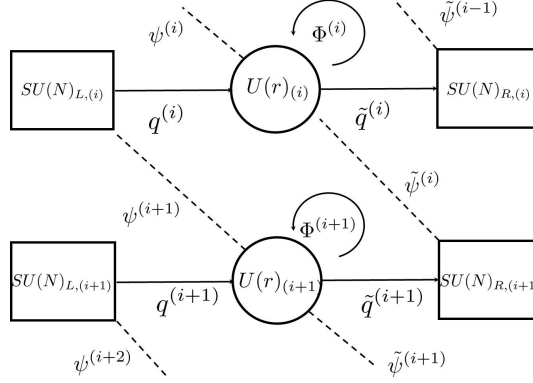 ψ^{(i)} Φ^{(i)} ψ̃^{(i−1)}
SU(N)_{L,(i)} U(r)_{(i)} SU(N)_{R,(i)}
q^{(i)} q̃^{(i)}
ψ^{(i+1)} ψ̃^{(i)}
Φ^{(i+1)}
SU(N)_{L,(i+1)} U(r)_{(i+1)} SU(N)_{R,(i+1)}
q^{(i+1)} q̃^{(i+1)}
ψ^{(i+2)} ψ̃^{(i+1)}